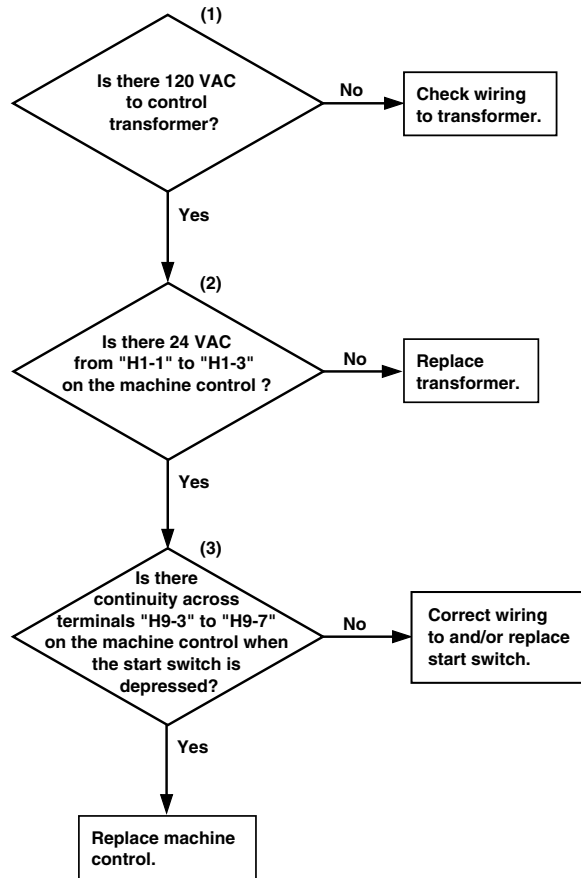 (1)
Is there 120 VAC
to control
transformer?
No
Check wiring
to transformer.
Yes
(2)
Is there 24 VAC
from "H1-1" to "H1-3"
on the machine control ?
No
Replace
transformer.
Yes
(3)
Is there
continuity across
terminals "H9-3" to "H9-7"
on the machine control when
the start switch is
depressed?
No
Correct wiring
to and/or replace
start switch.
Yes
Replace machine
control.